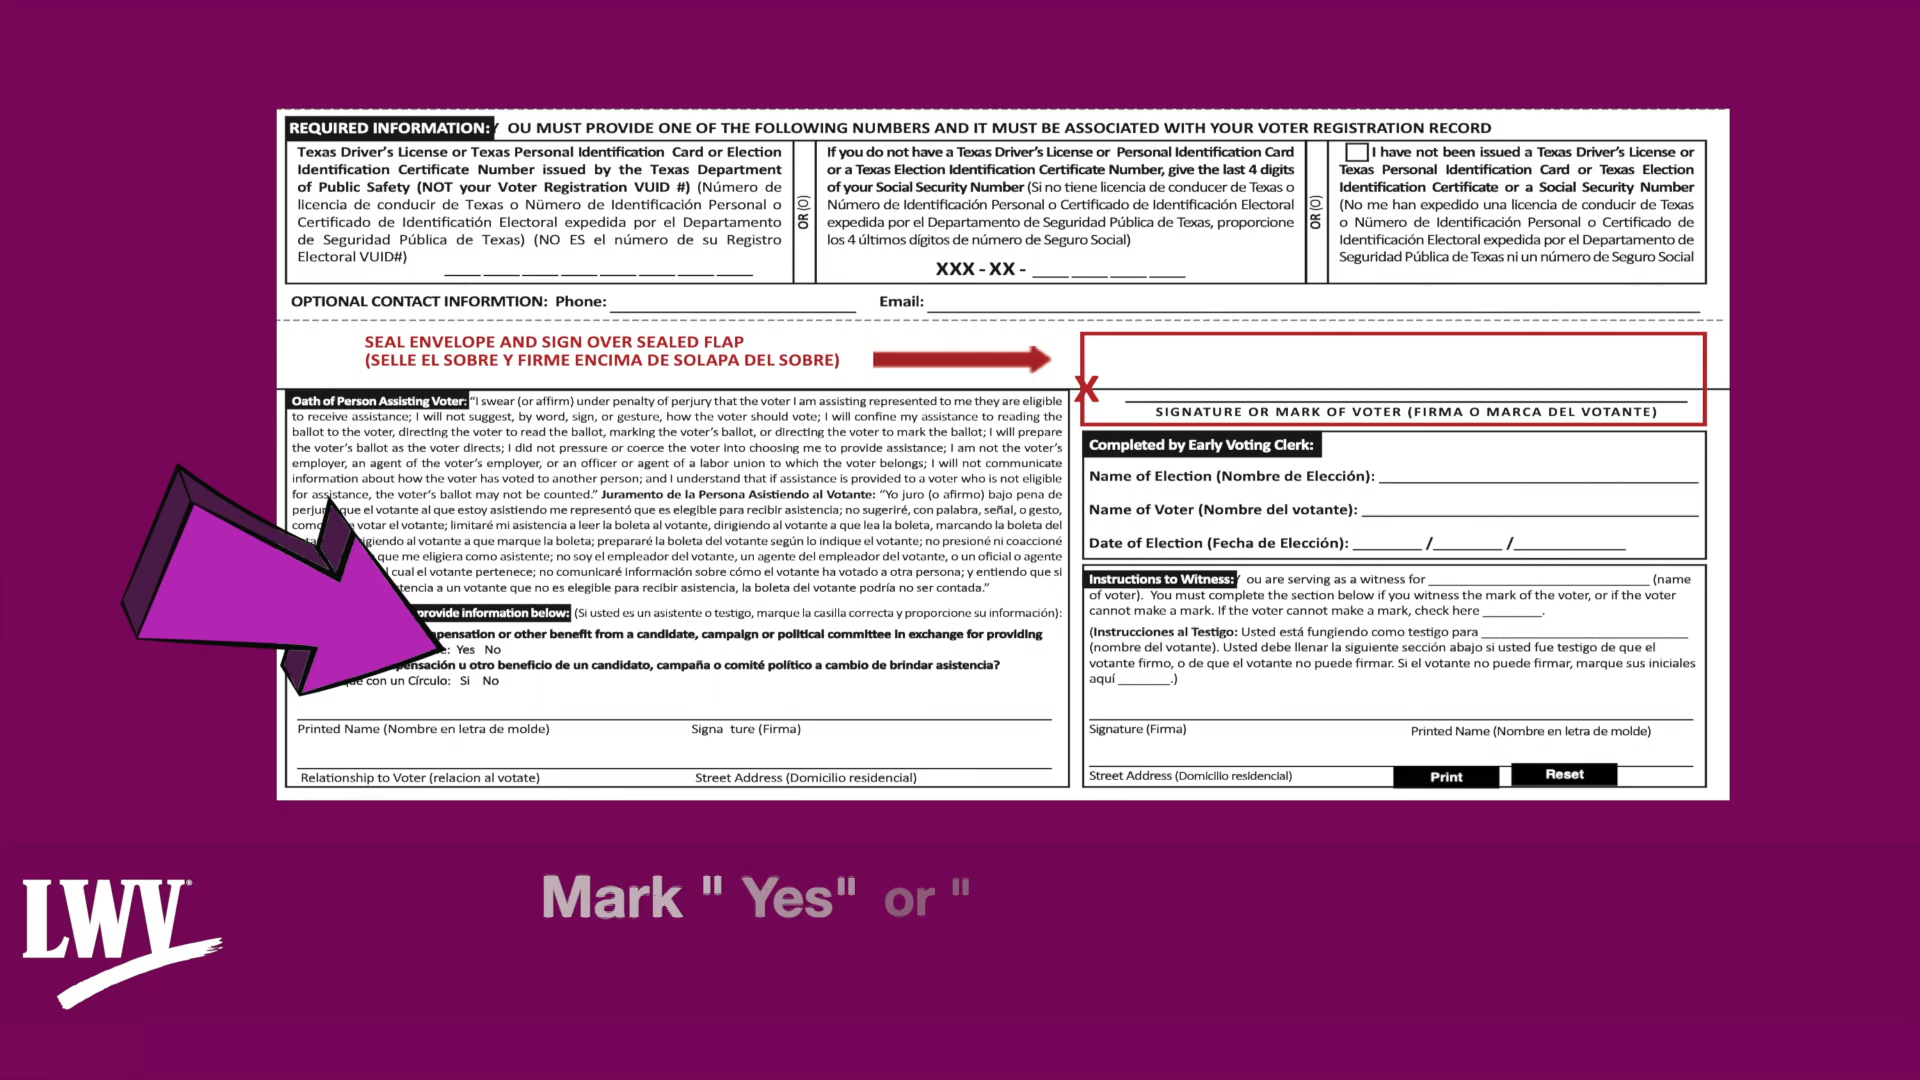 REQUIRED INFORMATION: OU MUST PROVIDE ONE OF THE FOLLOWING NUMBERS AND IT MUST BE ASSOCIATED WITH YOUR VOTER REGISTRATION RECORD
Texas Driver's License or Texas Personal Identification Card or Election
Identification Certificate Number issued by the Texas Department
of Public Safety (NOT your Voter Registration VUID #) (Número de
licencia de conducir de Texas o Nümero de Identificación Personal o
Certificado de Identificatión Electoral expedida por el Departamento
de Seguridad Pública de Texas) (NO ES el número de su Registro
Electoral VUID#)
OR (O)
If you do not have a Texas Driver's License or Personal Identification Card
or a Texas Election Identification Certificate Number, give the last 4 digits
of your Social Security Number (Si no tiene licencia de conducer de Texas o
Número de Identificación Personal o Certificado de Identificación Electoral
expedida por el Departamento de Seguridad Pública de Texas, proporcione
los 4 últimos dígitos de número de Seguro Social)
XXX - XX - ____ ____ ____ ____
OR (O)
I have not been issued a Texas Driver's License or
Texas Personal Identification Card or Texas Election
Identification Certificate or a Social Security Number
(No me han expedido una licencia de conducir de Texas
o Número de Identificación Personal o Certificado de
Identificación Electoral expedida por el Departamento de
Seguridad Pública de Texas ni un número de Seguro Social
OPTIONAL CONTACT INFORMTION: Phone: ____ Email: ____
SEAL ENVELOPE AND SIGN OVER SEALED FLAP
(SELLE EL SOBRE Y FIRME ENCIMA DE SOLAPA DEL SOBRE)
X
SIGNATURE OR MARK OF VOTER (FIRMA O MARCA DEL VOTANTE)
Oath of Person Assisting Voter: "I swear (or affirm) under penalty of perjury that the voter I am assisting represented to me they are eligible
to receive assistance; I will not suggest, by word, sign, or gesture, how the voter should vote; I will confine my assistance to reading the
ballot to the voter, directing the voter to read the ballot, marking the voter's ballot, or directing the voter to mark the ballot; I will prepare
the voter's ballot as the voter directs; I did not pressure or coerce the voter into choosing me to provide assistance; I am not the voter's
employer, an agent of the voter's employer, or an officer or agent of a labor union to which the voter belongs; I will not communicate
information about how the voter has voted to another person; and I understand that if assistance is provided to a voter who is not eligible
for assistance, the voter's ballot may not be counted." Juramento de la Persona Asistiendo al Votante: "Yo juro (o afirmo) bajo pena de
que el votante al que estoy asistiendo me representó que es elegible para recibir asistencia; no sugeriré, con palabra, señal, o gesto,
votar el votante; limitaré mi asistencia a leer la boleta al votante, dirigiendo al votante a que lea la boleta, marcando la boleta del
al votante a que marque la boleta; prepararé la boleta del votante según lo indique el votante; no presioné ni coaccioné
que me eligiera como asistente; no soy el empleador del votante, un agente del empleador del votante, o un oficial o agente
cual el votante pertenece; no comunicaré información sobre cómo el votante ha votado a otra persona; y entiendo que si
a un votante que no es elegible para recibir asistencia, la boleta del votante podría no ser contada."
provide information below: (Si usted es un asistente o testigo, marque la casilla correcta y proporcione su información):
or other benefit from a candidate, campaign or political committee in exchange for providing
Yes No
u otro beneficio de un candidato, campaña o comité político a cambio de brindar asistencia?
con un Círculo: Si No
Printed Name (Nombre en letra de molde) Signa ture (Firma)
Relationship to Voter (relacion al votate) Street Address (Domicilio residencial)
Completed by Early Voting Clerk:
Name of Election (Nombre de Elección): ____
Name of Voter (Nombre del votante): ____
Date of Election (Fecha de Elección): ____ /____ /____
Instructions to Witness: ou are serving as a witness for ____ (name
of voter). You must complete the section below if you witness the mark of the voter, or if the voter
cannot make a mark. If the voter cannot make a mark, check here ____.
(Instrucciones al Testigo: Usted está fungiendo como testigo para ____
(nombre del votante). Usted debe llenar la siguiente sección abajo si usted fue testigo de que el
votante firmo, o de que el votante no puede firmar. Si el votante no puede firmar, marque sus iniciales
aquí ____.)
Signature (Firma) Printed Name (Nombre en letra de molde)
Street Address (Domicilio residencial) Print Reset
LWV
Mark " Yes" or "